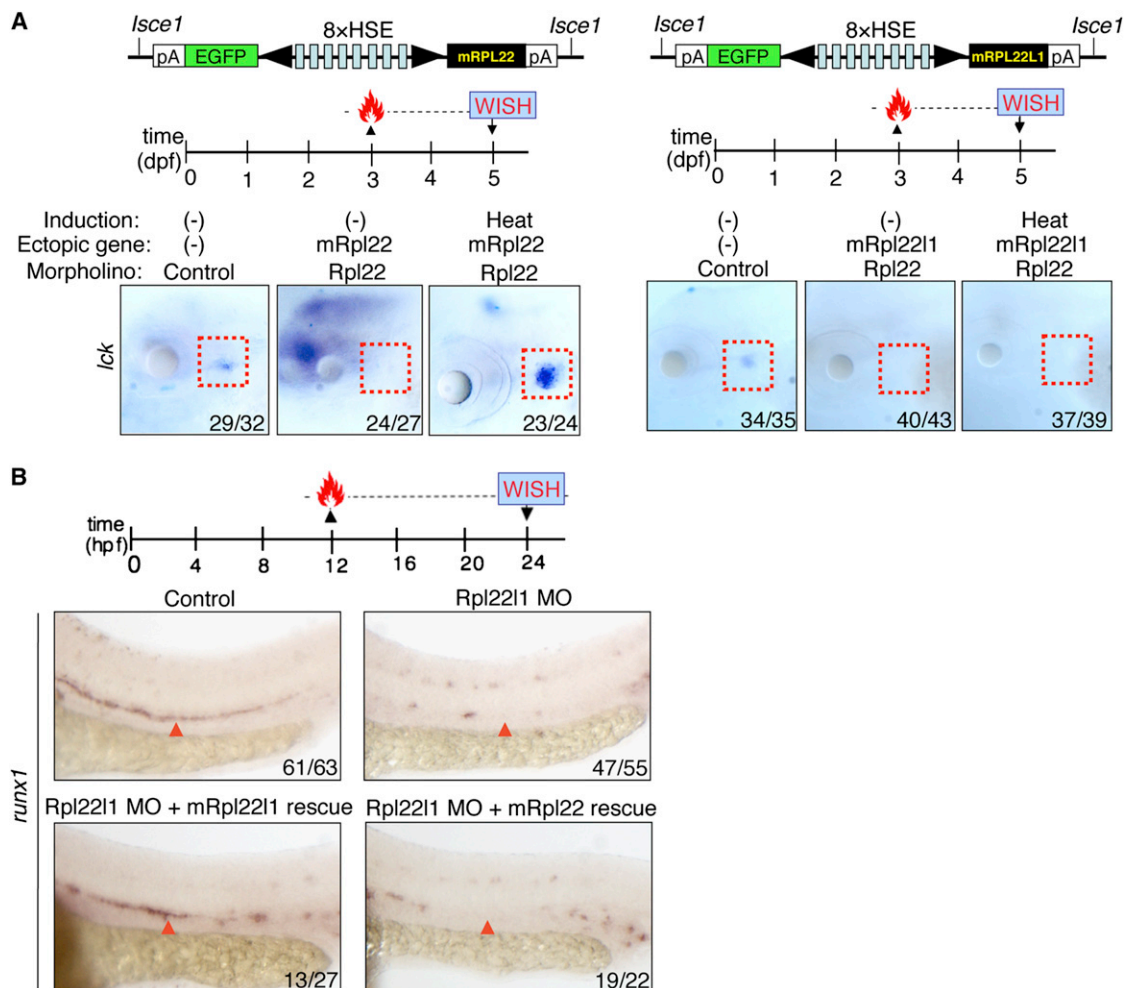 A
Isce1 8×HSE Isce1
pA EGFP mRPL22 pA
WISH
time
(dpf)
0 1 2 3 4 5
Induction: (-) (-) Heat
Ectopic gene: (-) mRpl22 mRpl22
Morpholino: Control Rpl22 Rpl22
lck
29/32 24/27 23/24
Isce1 8×HSE Isce1
pA EGFP mRPL22L1 pA
WISH
time
(dpf)
0 1 2 3 4 5
(-) (-) Heat
(-) mRpl22l1 mRpl22l1
Control Rpl22 Rpl22
34/35 40/43 37/39
B
WISH
time
(hpf)
0 4 8 12 16 20 24
runx1
Control Rpl22l1 MO
61/63 47/55
Rpl22l1 MO + mRpl22l1 rescue Rpl22l1 MO + mRpl22 rescue
13/27 19/22